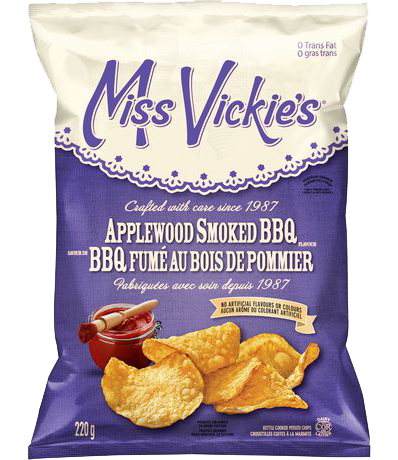 0 Trans Fat
0 gras trans
Miss Vickie's®
Crafted with care since 1987
APPLEWOOD SMOKED BBQ FLAVOUR
SAVEUR DE BBQ FUMÉ AU BOIS DE POMMIER
Fabriquées avec soin depuis 1987
NO ARTIFICIAL FLAVOURS OR COLOURS
AUCUN ARÔME OU COLORANT ARTIFICIEL
220 g
KETTLE COOKED POTATO CHIPS
CROUSTILLES CUITES À LA MARMITE
DAIRY
COR